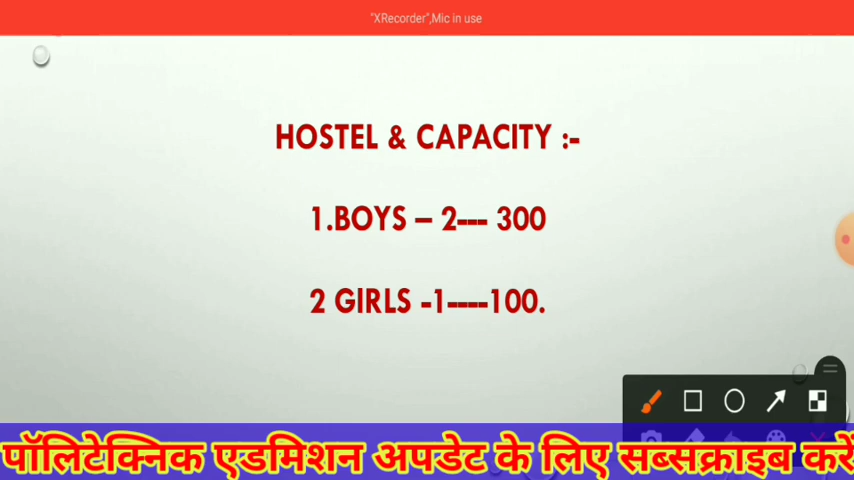 "XRecorder",Mic in use
HOSTEL & CAPACITY :-
1.BOYS – 2--- 300
2 GIRLS -1----100.
पॉलिटेक्निक एडमिशन अपडेट के लिए सब्सक्राइब करें